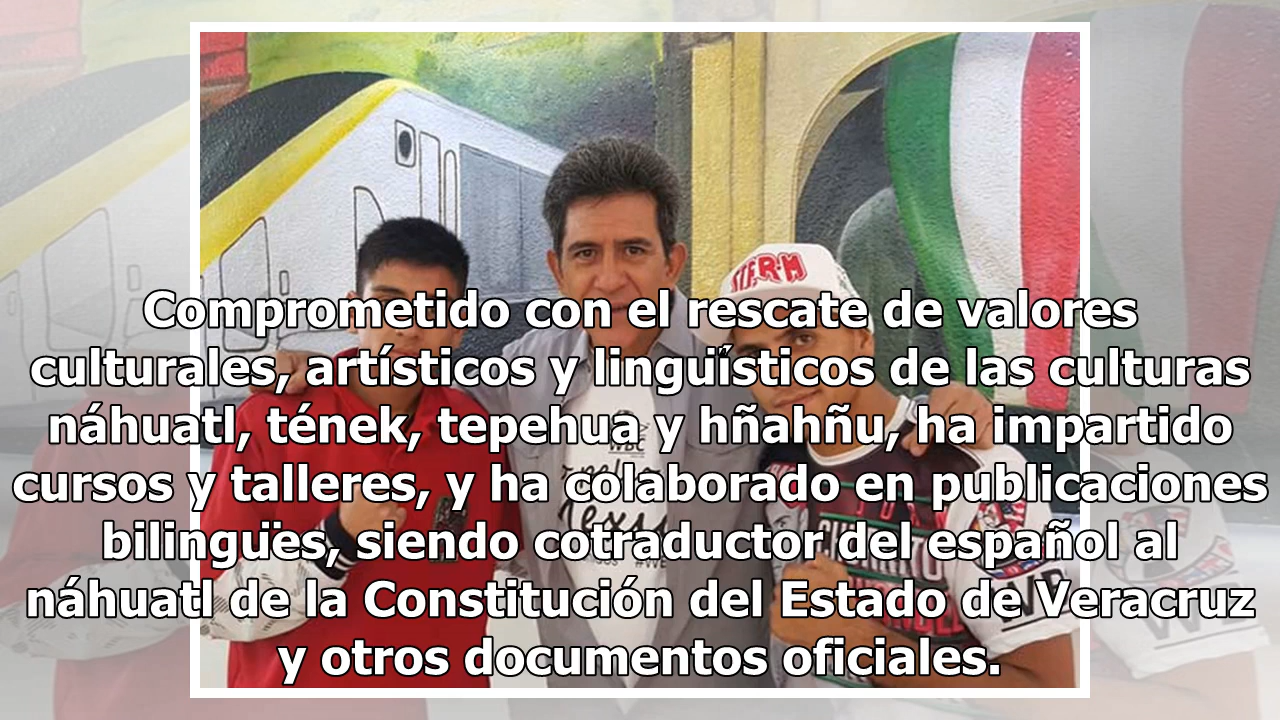 Comprometido con el rescate de valores
culturales, artísticos y lingüísticos de las culturas
náhuatl, tének, tepehua y hñahñu, ha impartido
cursos y talleres, y ha colaborado en publicaciones
bilingües, siendo cotraductor del español al
náhuatl de la Constitución del Estado de Veracruz
y otros documentos oficiales.
WBC